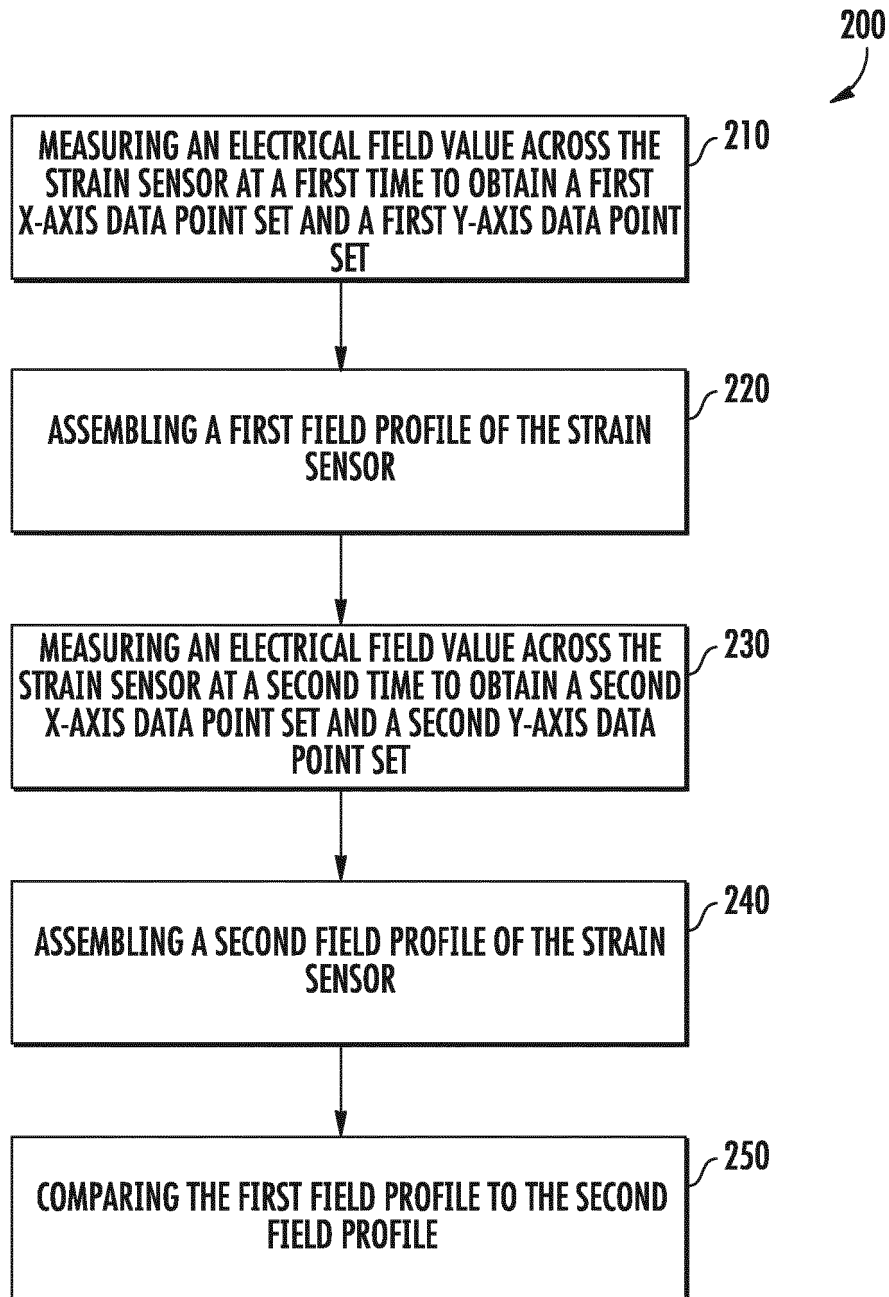 200
MEASURING AN ELECTRICAL FIELD VALUE ACROSS THE
STRAIN SENSOR AT A FIRST TIME TO OBTAIN A FIRST
X-AXIS DATA POINT SET AND A FIRST Y-AXIS DATA POINT
SET
210
ASSEMBLING A FIRST FIELD PROFILE OF THE STRAIN
SENSOR
220
MEASURING AN ELECTRICAL FIELD VALUE ACROSS THE
STRAIN SENSOR AT A SECOND TIME TO OBTAIN A SECOND
X-AXIS DATA POINT SET AND A SECOND Y-AXIS DATA
POINT SET
230
ASSEMBLING A SECOND FIELD PROFILE OF THE STRAIN
SENSOR
240
COMPARING THE FIRST FIELD PROFILE TO THE SECOND
FIELD PROFILE
250